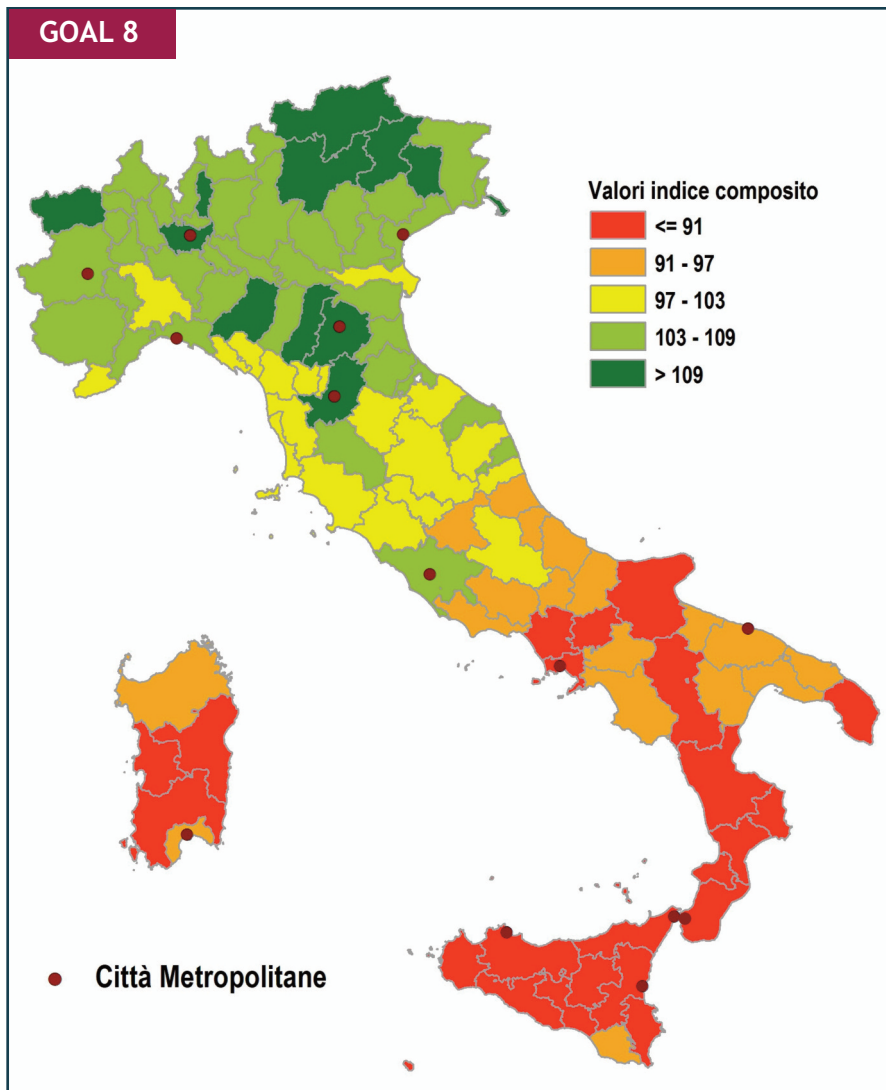 GOAL 8
Valori indice composito
<= 91
91 - 97
97 - 103
103 - 109
> 109
Città Metropolitane